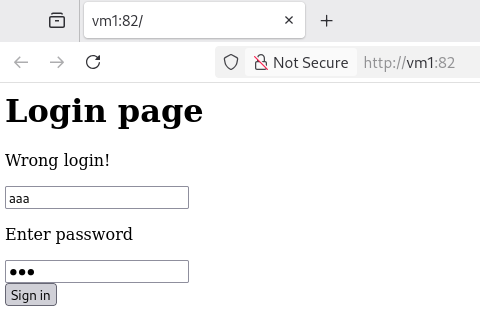 vm1:82/
Not Secure http://vm1:82
Login page
Wrong login!
aaa
Enter password
●●●
Sign in